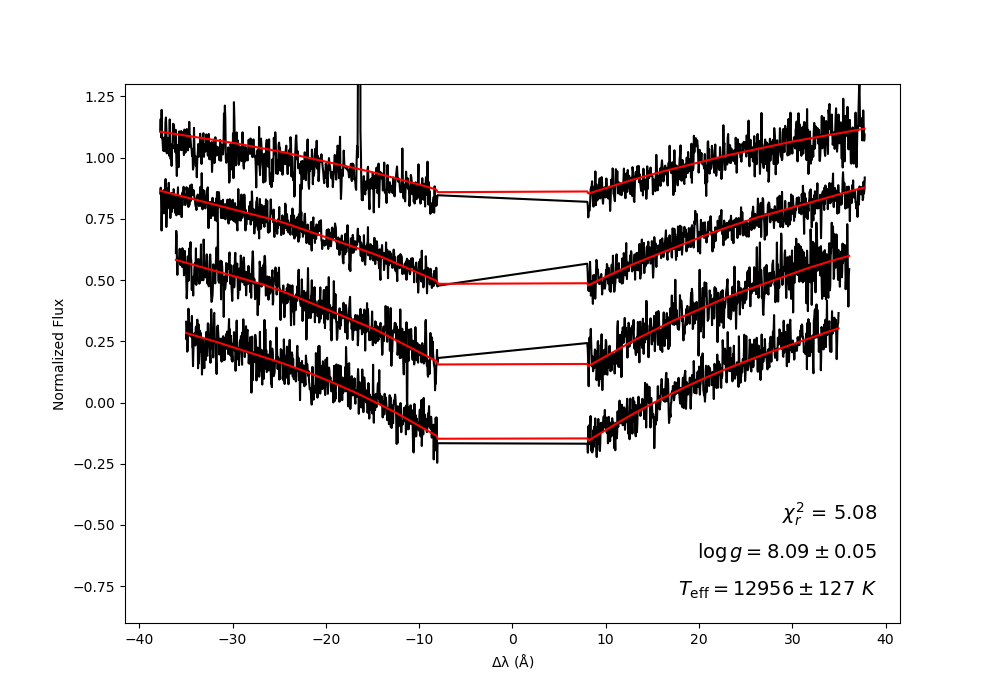 1.25
1.00
0.75
0.50
0.25
0.00
−0.25
−0.50
−0.75
Normalized Flux
χ_r^2 = 5.08
log g = 8.09 ± 0.05
T_eff = 12956 ± 127 K
−40 −30 −20 −10 0 10 20 30 40
Δλ (Å)